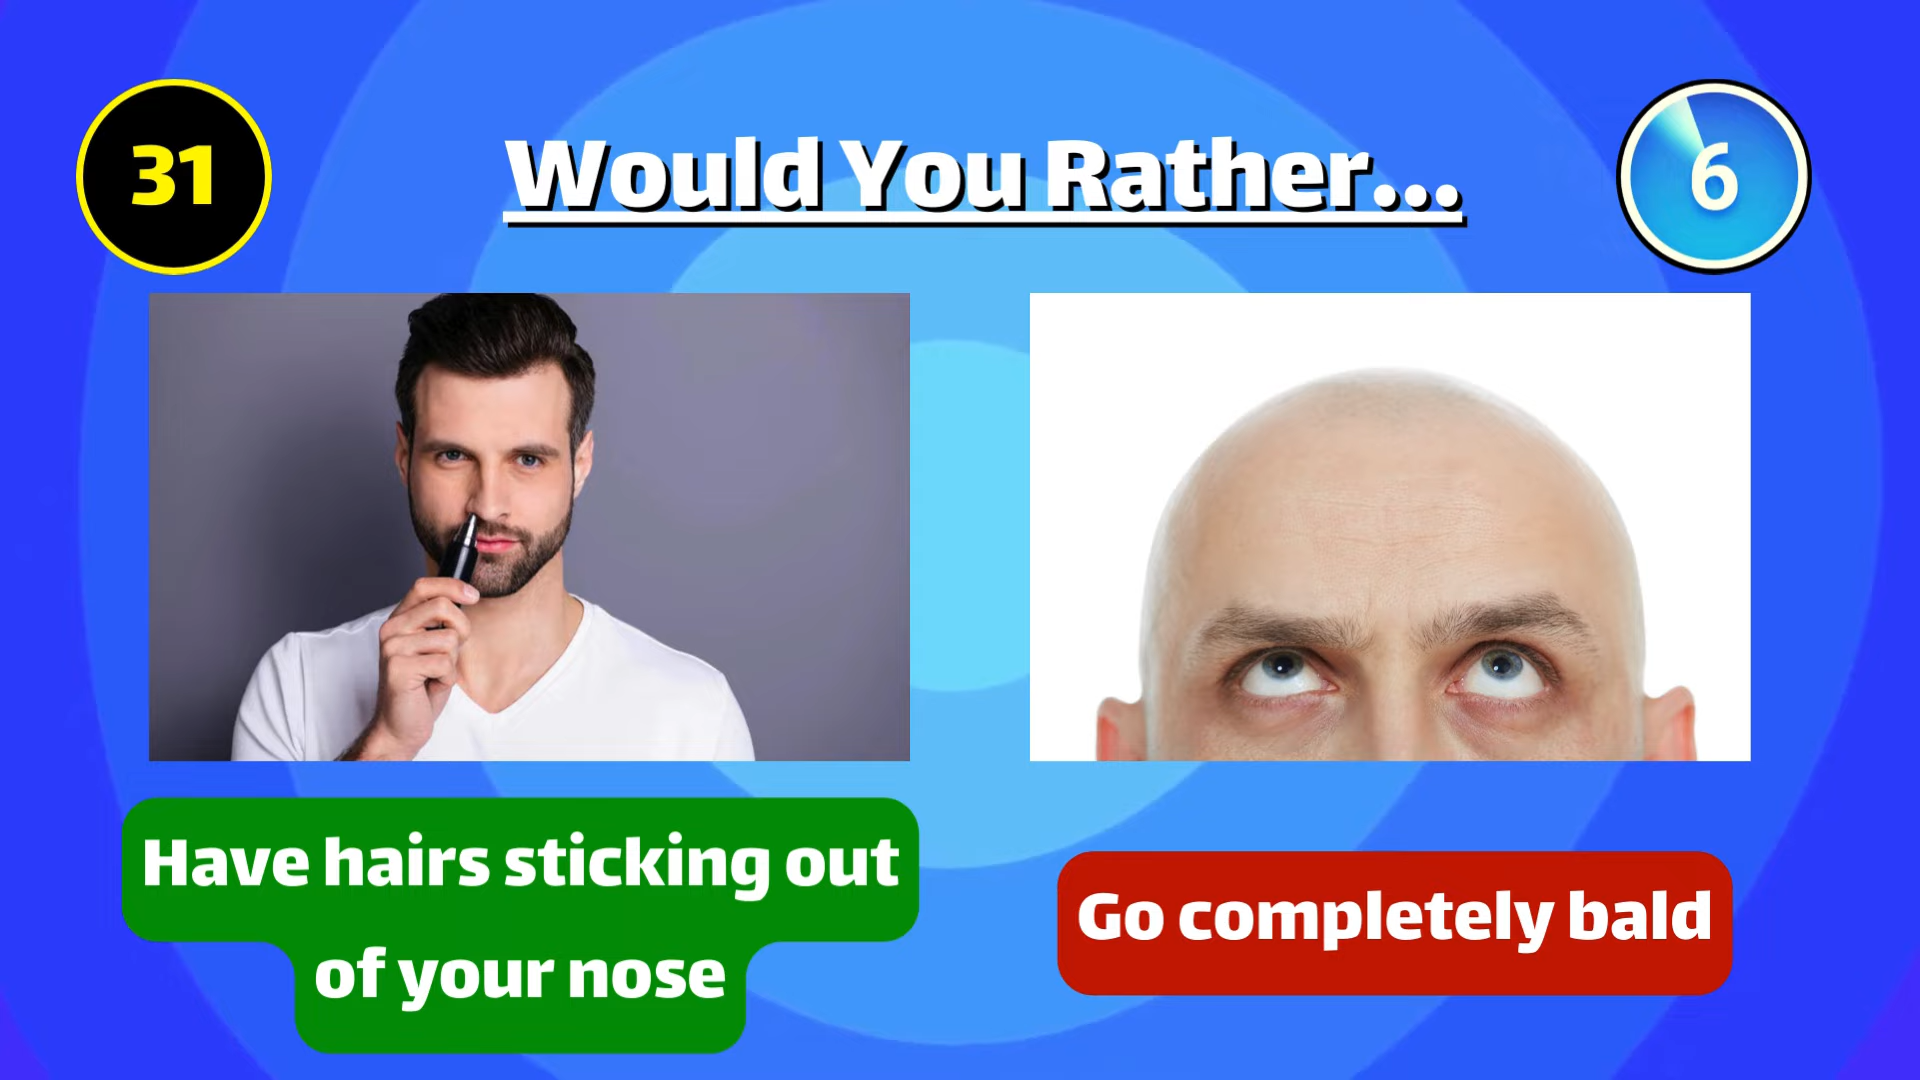 31
Would You Rather...
6
Have hairs sticking out
of your nose
Go completely bald